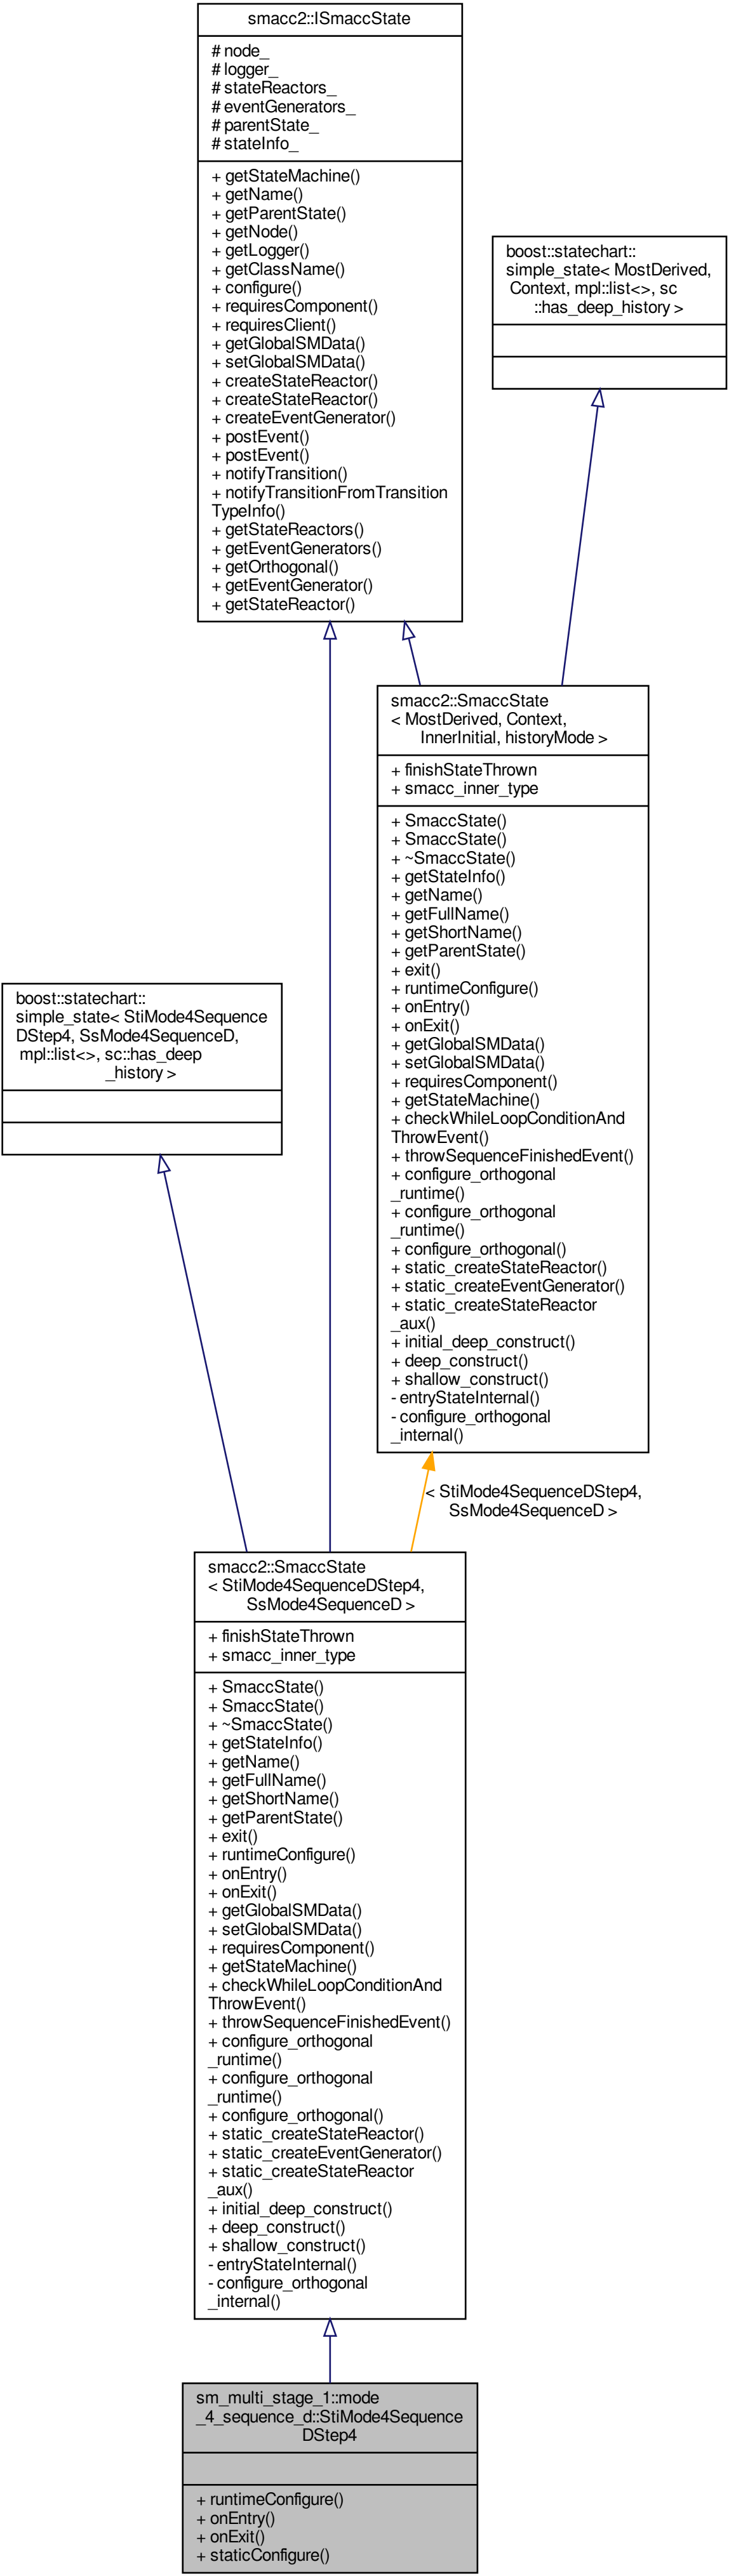 smacc2::ISmaccState
# node_
# logger_
# stateReactors_
# eventGenerators_
# parentState_
# stateInfo_
+ getStateMachine()
+ getName()
+ getParentState()
+ getNode()
+ getLogger()
+ getClassName()
+ configure()
+ requiresComponent()
+ requiresClient()
+ getGlobalSMData()
+ setGlobalSMData()
+ createStateReactor()
+ createStateReactor()
+ createEventGenerator()
+ postEvent()
+ postEvent()
+ notifyTransition()
+ notifyTransitionFromTransition
TypeInfo()
+ getStateReactors()
+ getEventGenerators()
+ getOrthogonal()
+ getEventGenerator()
+ getStateReactor()
boost::statechart::
simple_state< MostDerived,
Context, mpl::list<>, sc
::has_deep_history >
smacc2::SmaccState
< MostDerived, Context,
InnerInitial, historyMode >
+ finishStateThrown
+ smacc_inner_type
+ SmaccState()
+ SmaccState()
+ ~SmaccState()
+ getStateInfo()
+ getName()
+ getFullName()
+ getShortName()
+ getParentState()
+ exit()
+ runtimeConfigure()
+ onEntry()
+ onExit()
+ getGlobalSMData()
+ setGlobalSMData()
+ requiresComponent()
+ getStateMachine()
+ checkWhileLoopConditionAnd
ThrowEvent()
+ throwSequenceFinishedEvent()
+ configure_orthogonal
_runtime()
+ configure_orthogonal
_runtime()
+ configure_orthogonal()
+ static_createStateReactor()
+ static_createEventGenerator()
+ static_createStateReactor
_aux()
+ initial_deep_construct()
+ deep_construct()
+ shallow_construct()
- entryStateInternal()
- configure_orthogonal
_internal()
boost::statechart::
simple_state< StiMode4Sequence
DStep4, SsMode4SequenceD,
mpl::list<>, sc::has_deep
_history >
< StiMode4SequenceDStep4,
SsMode4SequenceD >
smacc2::SmaccState
< StiMode4SequenceDStep4,
SsMode4SequenceD >
+ finishStateThrown
+ smacc_inner_type
+ SmaccState()
+ SmaccState()
+ ~SmaccState()
+ getStateInfo()
+ getName()
+ getFullName()
+ getShortName()
+ getParentState()
+ exit()
+ runtimeConfigure()
+ onEntry()
+ onExit()
+ getGlobalSMData()
+ setGlobalSMData()
+ requiresComponent()
+ getStateMachine()
+ checkWhileLoopConditionAnd
ThrowEvent()
+ throwSequenceFinishedEvent()
+ configure_orthogonal
_runtime()
+ configure_orthogonal
_runtime()
+ configure_orthogonal()
+ static_createStateReactor()
+ static_createEventGenerator()
+ static_createStateReactor
_aux()
+ initial_deep_construct()
+ deep_construct()
+ shallow_construct()
- entryStateInternal()
- configure_orthogonal
_internal()
sm_multi_stage_1::mode
_4_sequence_d::StiMode4Sequence
DStep4
+ runtimeConfigure()
+ onEntry()
+ onExit()
+ staticConfigure()